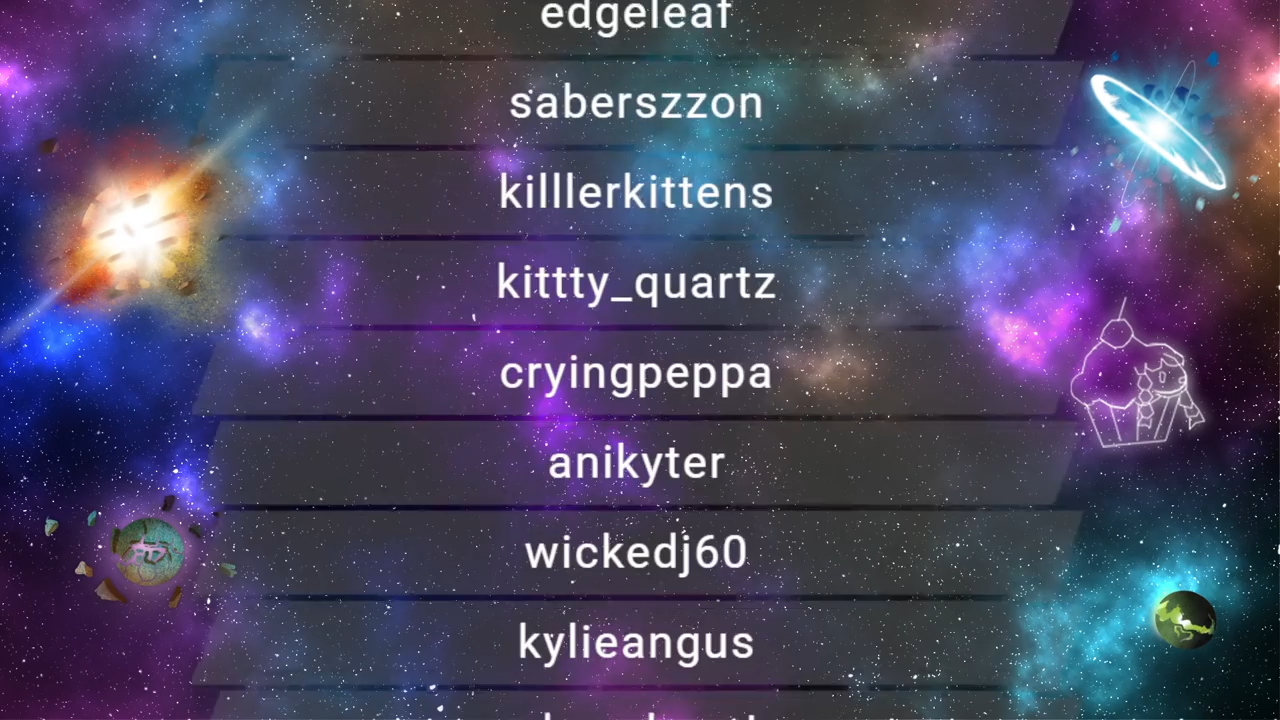 edgeleaf
saberszzon
killlerkittens
kittty_quartz
cryingpeppa
anikyter
wickedj60
kylieangus